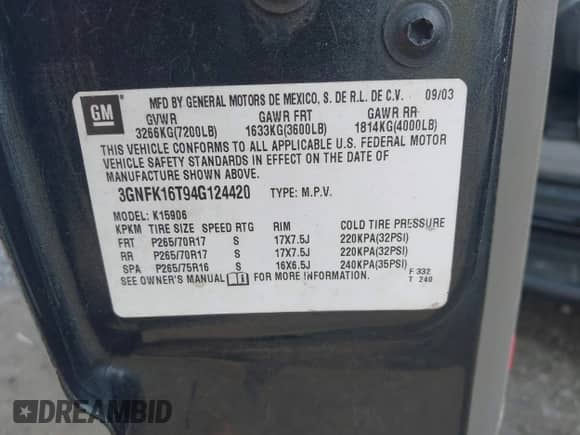 GM
MFD BY GENERAL MOTORS DE MEXICO, S. DE R.L. DE C.V. 09/03
GVWR GAWR FRT GAWR RR
3266KG(7200LB) 1633KG(3600LB) 1814KG(4000LB)
THIS VEHICLE CONFORMS TO ALL APPLICABLE U.S. FEDERAL MOTOR
VEHICLE SAFETY STANDARDS IN EFFECT ON THE DATE OF
MANUFACTURE SHOWN ABOVE.
3GNFK16T94G124420 TYPE: M.P.V.
MODEL: K15906
KPKM TIRE SIZE SPEED RTG RIM COLD TIRE PRESSURE
FRT P265/70R17 S 17X7.5J 220KPA(32PSI)
RR P265/70R17 S 17X7.5J 220KPA(32PSI)
SPA P265/75R16 S 16X6.5J 240KPA(35PSI)
SEE OWNER'S MANUAL FOR MORE INFORMATION. F 332
T 240
DREAMBID